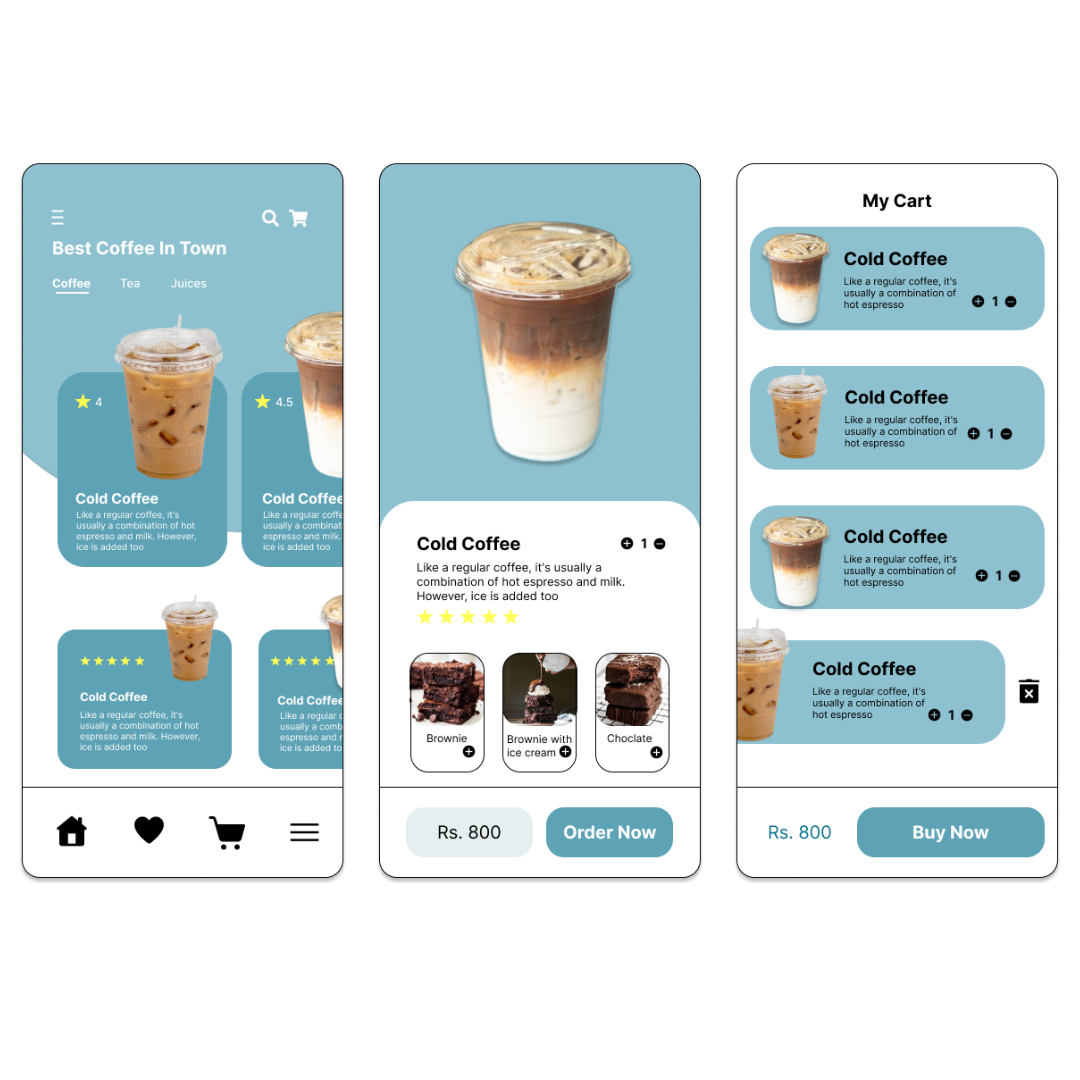 Best Coffee In Town
Coffee
Tea
Juices
4
4.5
Cold Coffee
Like a regular coffee, it's
usually a combination of hot
espresso and milk. However,
ice is added too
Cold Coffee
Like a regular coffee, it's
usually a combination of hot
espresso and milk. However,
ice is added too
Cold Coffee
Like a regular coffee, it's
usually a combination of hot
espresso and milk. However,
ice is added too
Cold Coffee
Like a regular
usually a comb
espresso and m
ice is added too
Cold Coffee
1
Like a regular coffee, it's usually a
combination of hot espresso and milk.
However, ice is added too
Brownie
Brownie with
ice cream
Choclate
Rs. 800
Order Now
My Cart
Cold Coffee
Like a regular coffee, it's
usually a combination of
hot espresso
1
Cold Coffee
Like a regular coffee, it's
usually a combination of
hot espresso
1
Cold Coffee
Like a regular coffee, it's
usually a combination of
hot espresso
1
Cold Coffee
Like a regular coffee, it's
usually a combination of
hot espresso
1
Rs. 800
Buy Now